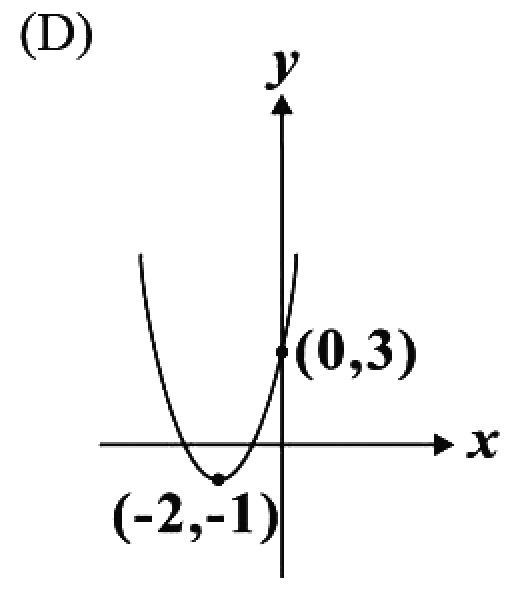 (D)
y
(0,3)
x
(-2,-1)